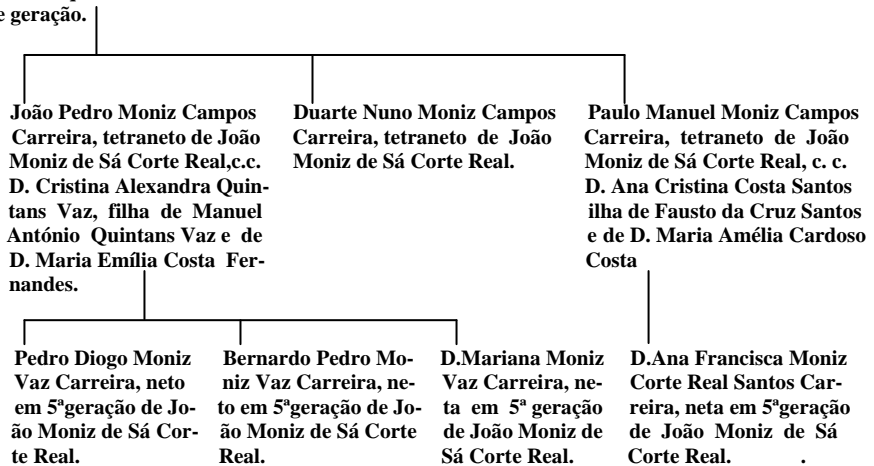 e geração.
João Pedro Moniz Campos
Carreira, tetraneto de João
Moniz de Sá Corte Real,c.c.
D. Cristina Alexandra Quin-
tans Vaz, filha de Manuel
António Quintans Vaz e de
D. Maria Emília Costa Fer-
nandes.
Duarte Nuno Moniz Campos
Carreira, tetraneto de João
Moniz de Sá Corte Real.
Paulo Manuel Moniz Campos
Carreira, tetraneto de João
Moniz de Sá Corte Real, c. c.
D. Ana Cristina Costa Santos
ilha de Fausto da Cruz Santos
e de D. Maria Amélia Cardoso
Costa
Pedro Diogo Moniz
Vaz Carreira, neto
em 5ªgeração de Jo-
ão Moniz de Sá Cor-
te Real.
Bernardo Pedro Mo-
niz Vaz Carreira, ne-
to em 5ªgeração de Jo-
ão Moniz de Sá Corte
Real.
D.Mariana Moniz
Vaz Carreira, ne-
ta em 5ª geração
de João Moniz de
Sá Corte Real.
D.Ana Francisca Moniz
Corte Real Santos Car-
reira, neta em 5ªgeração
de João Moniz de Sá
Corte Real. .